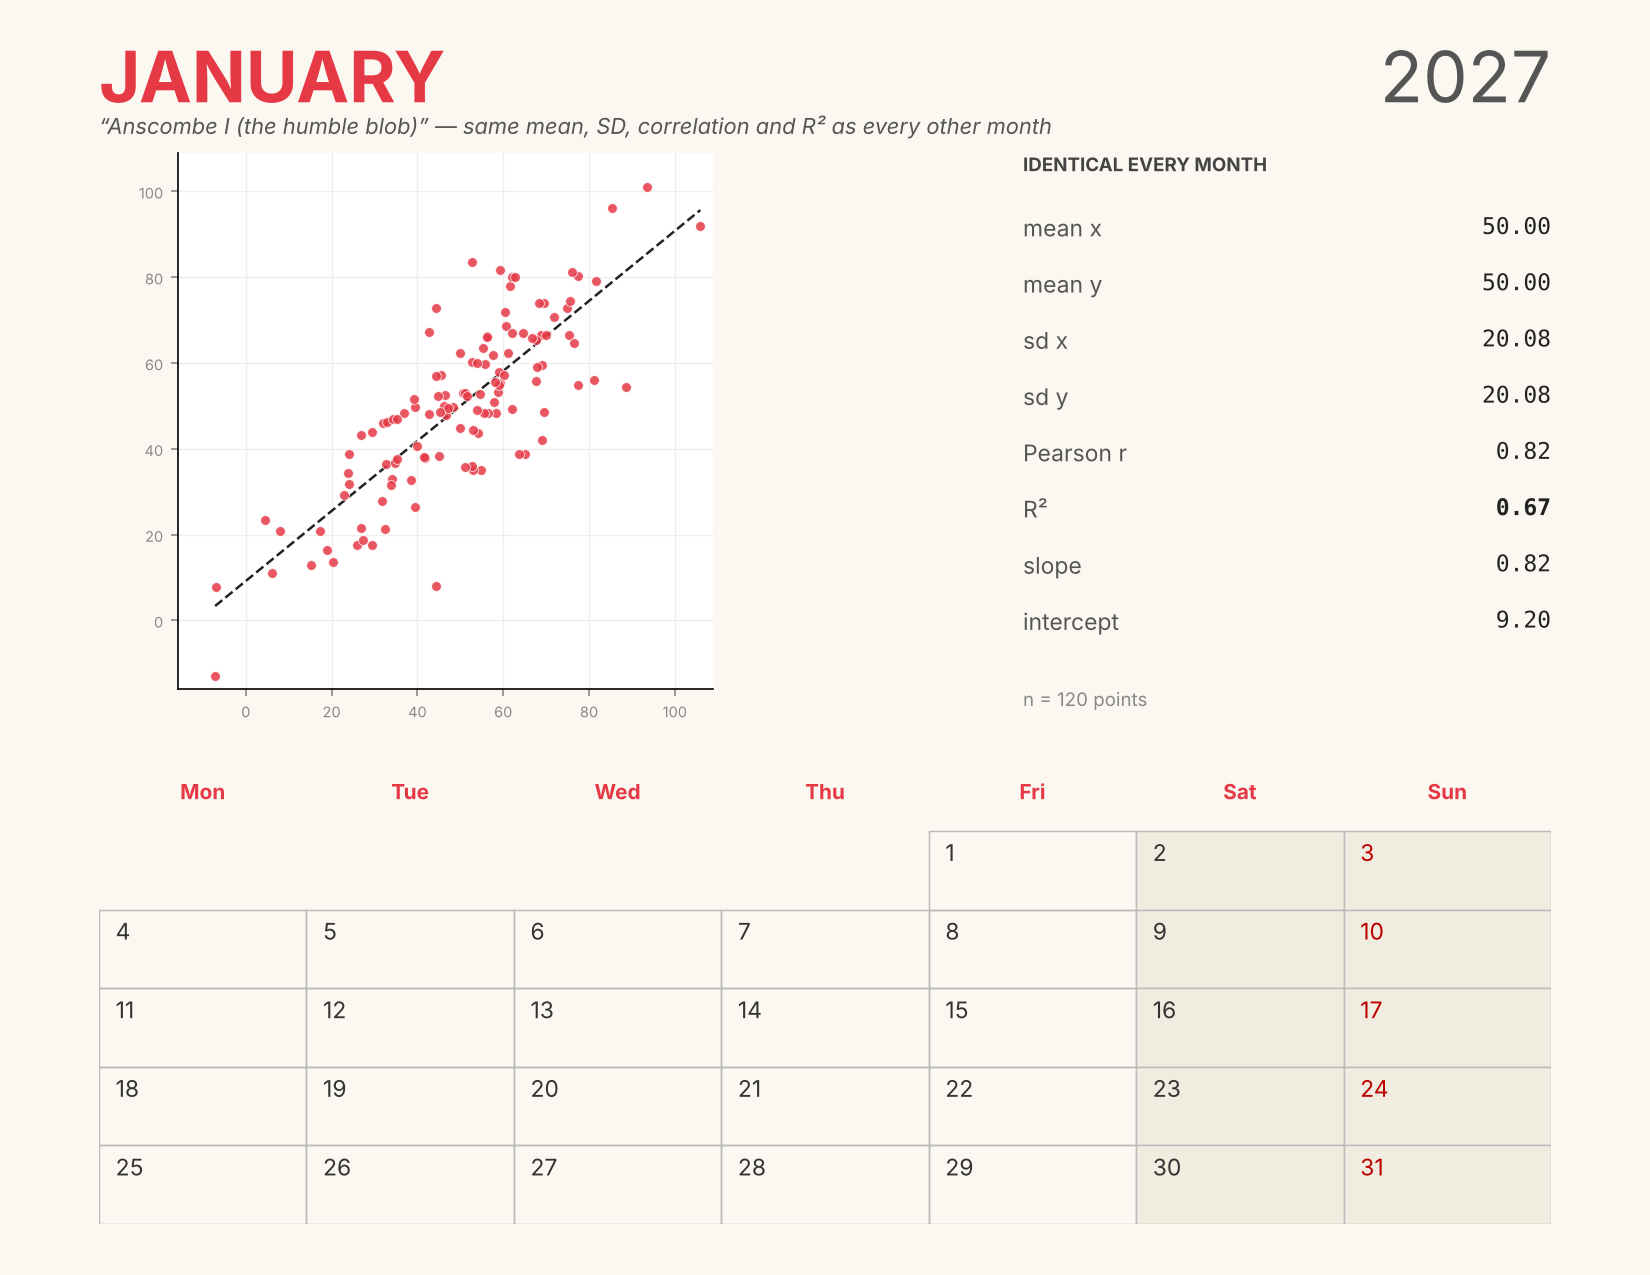 JANUARY 2027
“Anscombe I (the humble blob)” — same mean, SD, correlation and R² as every other month
100
80
60
40
20
0
0 20 40 60 80 100
IDENTICAL EVERY MONTH
mean x 50.00
mean y 50.00
sd x 20.08
sd y 20.08
Pearson r 0.82
R² 0.67
slope 0.82
intercept 9.20
n = 120 points
Mon Tue Wed Thu Fri Sat Sun
1 2 3
4 5 6 7 8 9 10
11 12 13 14 15 16 17
18 19 20 21 22 23 24
25 26 27 28 29 30 31